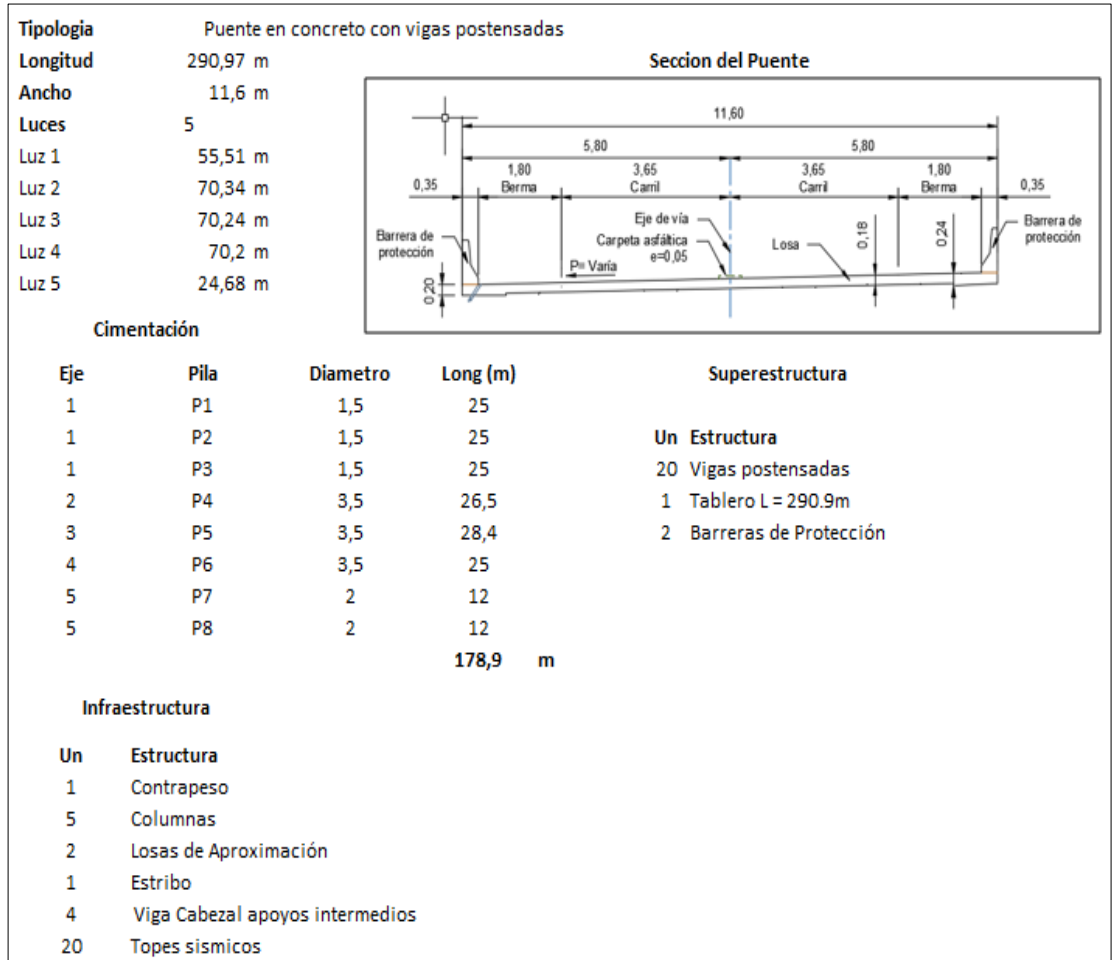 Tipologia Puente en concreto con vigas postensadas
Longitud 290,97 m
Ancho 11,6 m
Luces 5
Luz 1 55,51 m
Luz 2 70,34 m
Luz 3 70,24 m
Luz 4 70,2 m
Luz 5 24,68 m
Seccion del Puente
11,60
5,80 5,80
0,35 1,80 3,65 3,65 1,80 0,35
Berma Carril Carril Berma
Barrera de
protección
Eje de vía
Carpeta asfáltica
e=0,05
Losa
0,18
0,24
Barrera de
protección
P= Varía
0,20
Cimentación
Eje Pila Diametro Long (m)
1 P1 1,5 25
1 P2 1,5 25
1 P3 1,5 25
2 P4 3,5 26,5
3 P5 3,5 28,4
4 P6 3,5 25
5 P7 2 12
5 P8 2 12
178,9 m
Superestructura
Un Estructura
20 Vigas postensadas
1 Tablero L = 290.9m
2 Barreras de Protección
Infraestructura
Un Estructura
1 Contrapeso
5 Columnas
2 Losas de Aproximación
1 Estribo
4 Viga Cabezal apoyos intermedios
20 Topes sismicos